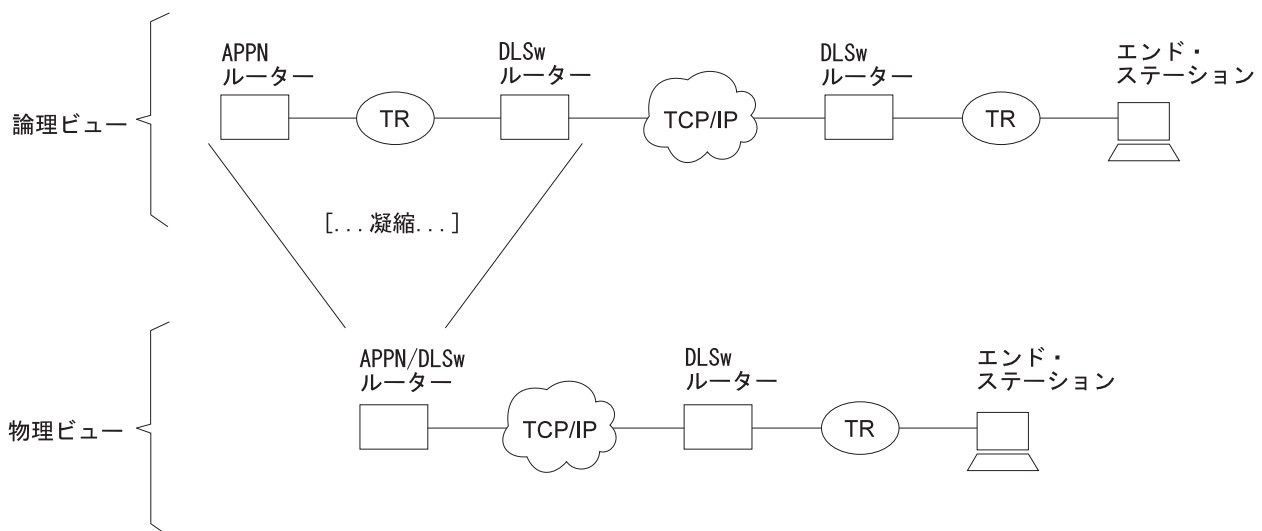 APPN
ルーター
DLSw
ルーター
DLSw
ルーター
エンド・
ステーション
論理ビュー
TR
TCP/IP
TR
[...凝縮...]
APPN/DLSw
ルーター
DLSw
ルーター
エンド・
ステーション
物理ビュー
TCP/IP
TR